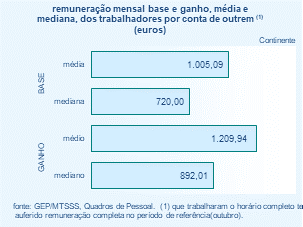 remuneração mensal base e ganho, média e
mediana, dos trabalhadores por conta de outrem (1)
(euros)
Continente
BASE
média 1.005,09
mediana 720,00
GANHO
médio 1.209,94
mediano 892,01
fonte: GEP/MTSSS, Quadros de Pessoal. (1) que trabalharam o horário completo te
auferido remuneração completa no período de referência(outubro).